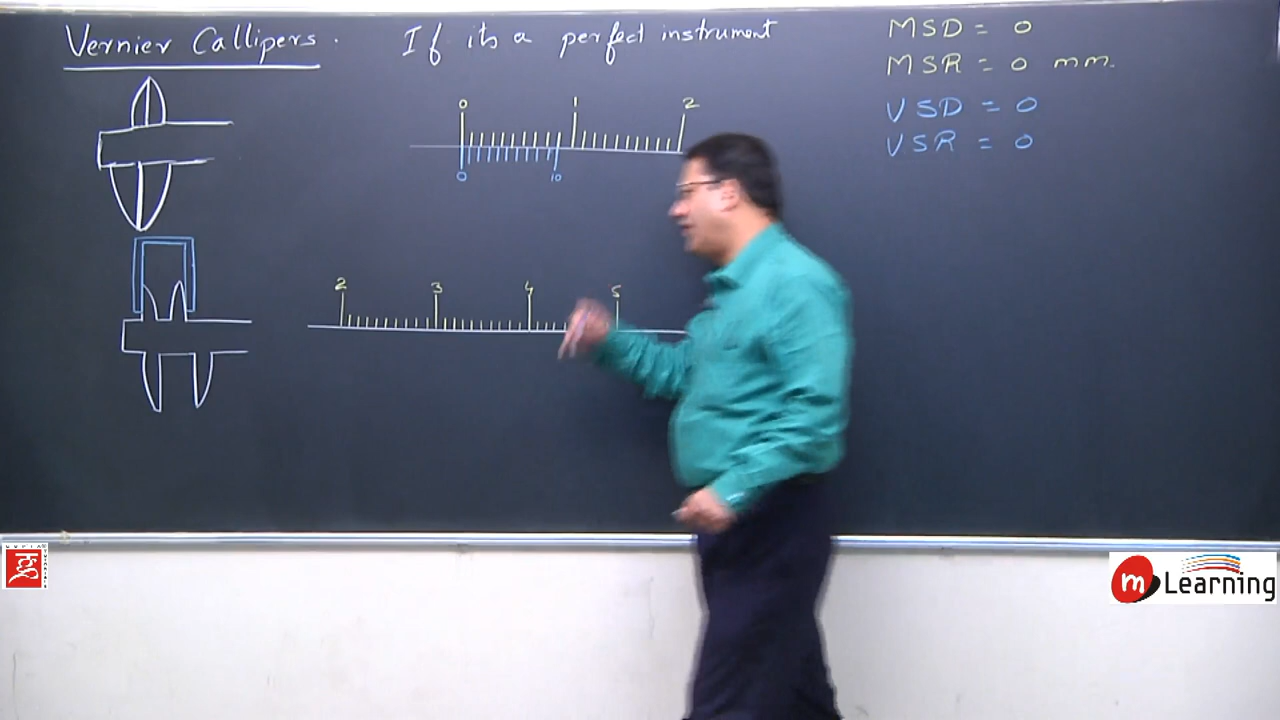 Vernier Callipers.
If its a perfect instrument
MSD = 0
MSR = 0 mm.
VSD = 0
VSR = 0
0 1 2
0 10
2 3 4 5
m Learning